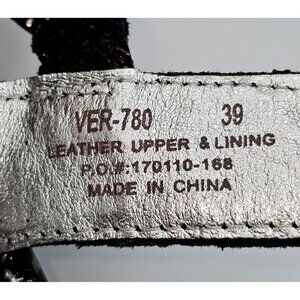 VER-780 39
LEATHER UPPER & LINING
P.O.#:170110-168
MADE IN CHINA